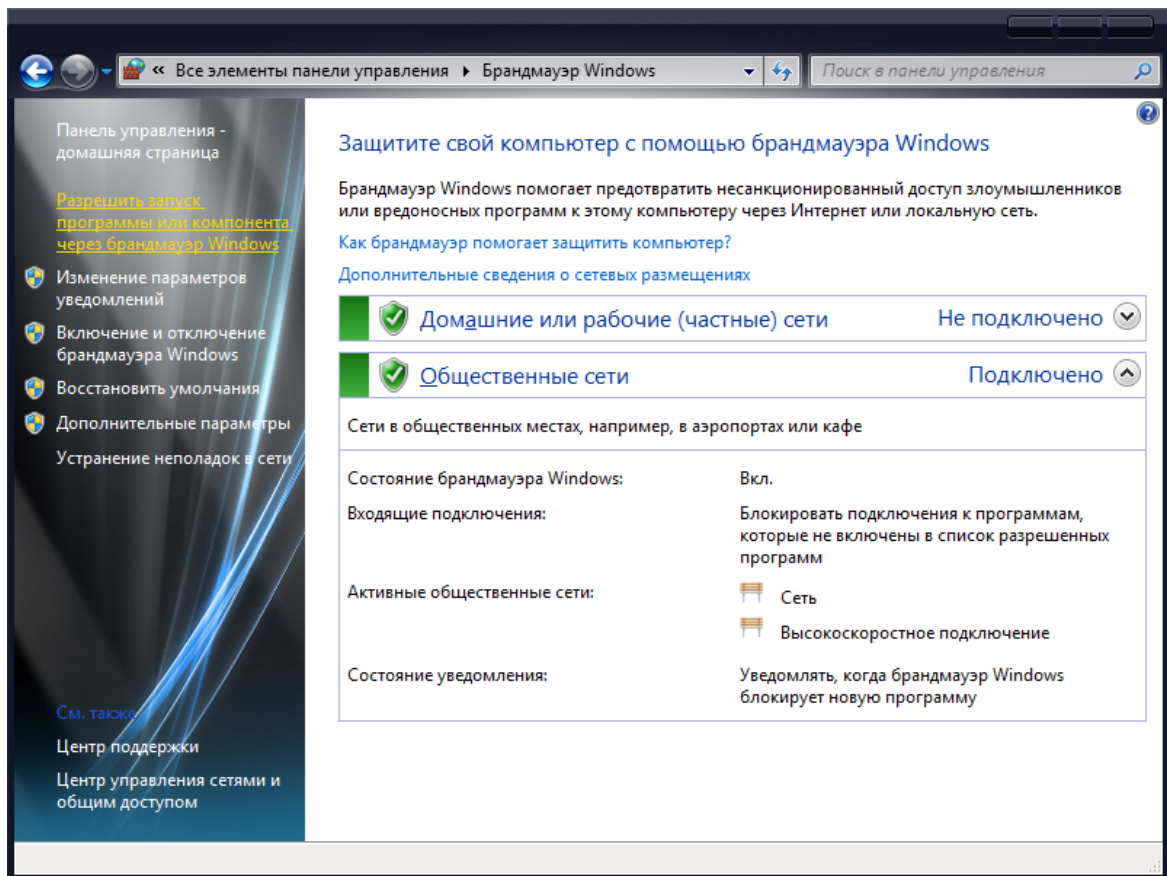 « Все элементы панели управления ▸ Брандмауэр Windows
Поиск в панели управления
Панель управления -
домашняя страница
Разрешить запуск
программы или компонента
через брандмауэр Windows
Изменение параметров
уведомлений
Включение и отключение
брандмауэра Windows
Восстановить умолчания
Дополнительные параметры
Устранение неполадок в сети
См. также
Центр поддержки
Центр управления сетями и
общим доступом
Защитите свой компьютер с помощью брандмауэра Windows
Брандмауэр Windows помогает предотвратить несанкционированный доступ злоумышленников
или вредоносных программ к этому компьютеру через Интернет или локальную сеть.
Как брандмауэр помогает защитить компьютер?
Дополнительные сведения о сетевых размещениях
Домашние или рабочие (частные) сети Не подключено
Общественные сети Подключено
Сети в общественных местах, например, в аэропортах или кафе
Состояние брандмауэра Windows: Вкл.
Входящие подключения: Блокировать подключения к программам,
которые не включены в список разрешенных
программ
Активные общественные сети: Сеть
Высокоскоростное подключение
Состояние уведомления: Уведомлять, когда брандмауэр Windows
блокирует новую программу